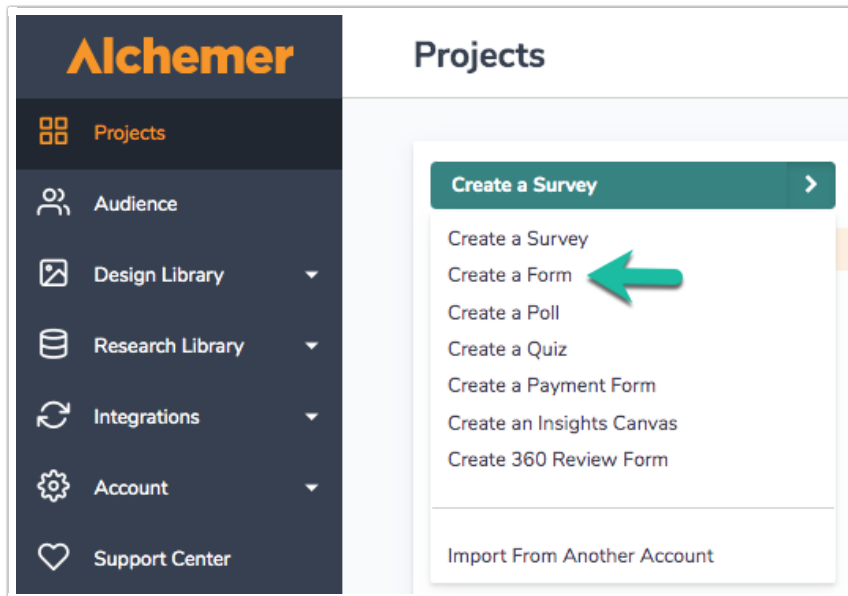 Alchemer
Projects
Audience
Design Library
Research Library
Integrations
Account
Support Center
Projects
Create a Survey
Create a Survey
Create a Form
Create a Poll
Create a Quiz
Create a Payment Form
Create an Insights Canvas
Create 360 Review Form
Import From Another Account